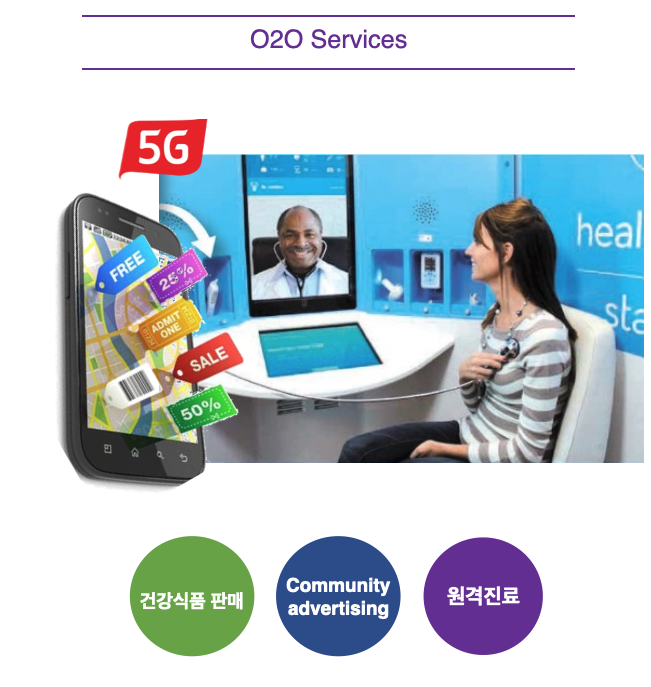 O2O Services
5G
FREE
25%
ADMIT
ONE
SALE
50%
heal
sta
건강식품 판매
Community
advertising
원격진료